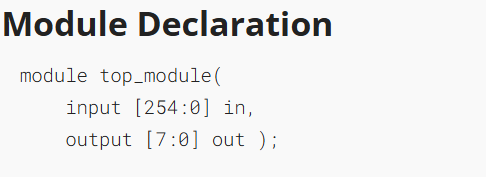 Module Declaration
module top_module(
    input [254:0] in,
    output [7:0] out );